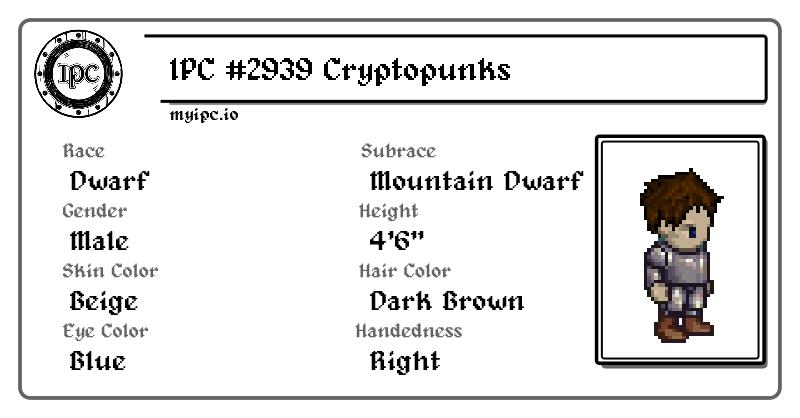 IPC
IPC #2939 Cryptopunks
myipc.io
Race
Dwarf
Subrace
Mountain Dwarf
Gender
Male
Height
4'6"
Skin Color
Beige
Hair Color
Dark Brown
Eye Color
Blue
Handedness
Right